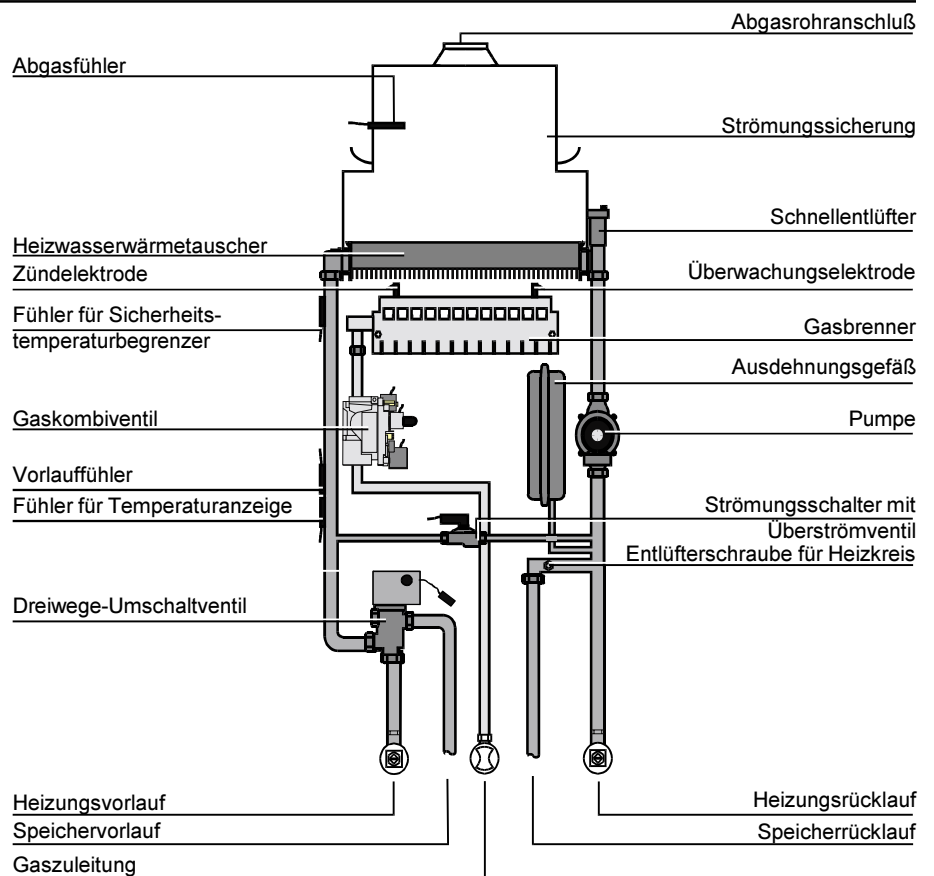 Abgasrohranschluß
Abgasfühler
Strömungssicherung
Schnellentlüfter
Heizwasserwärmetauscher
Zündelektrode
Überwachungselektrode
Fühler für Sicherheits-
temperaturbegrenzer
Gasbrenner
Ausdehnungsgefäß
Gaskombiventil
Pumpe
Vorlauffühler
Fühler für Temperaturanzeige
Strömungsschalter mit
Überströmventil
Entlüfterschraube für Heizkreis
Dreiwege-Umschaltventil
Heizungsvorlauf
Heizungsrücklauf
Speichervorlauf
Speicherrücklauf
Gaszuleitung